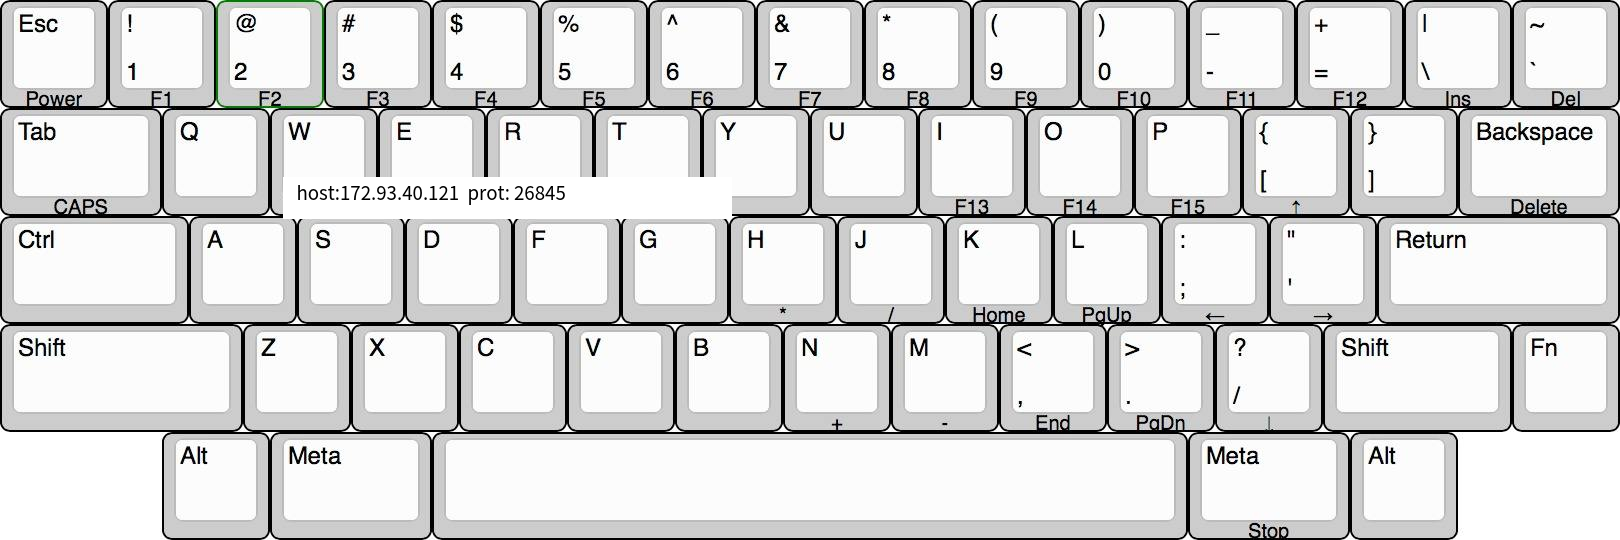 Esc ! @ # $ % ^ & * ( ) _ + | ~
1 2 3 4 5 6 7 8 9 0 - = \ `
Power F1 F2 F3 F4 F5 F6 F7 F8 F9 F10 F11 F12 Ins Del
Tab Q W E R T Y U I O P { } Backspace
[ ]
host:172.93.40.121 prot: 26845
CAPS F13 F14 F15 ↑ Delete
Ctrl A S D F G H J K L : " Return
; '
* / Home PgUp ← →
Shift Z X C V B N M < > ? Shift Fn
, . /
+ - End PgDn ↓
Alt Meta Meta Alt
Stop